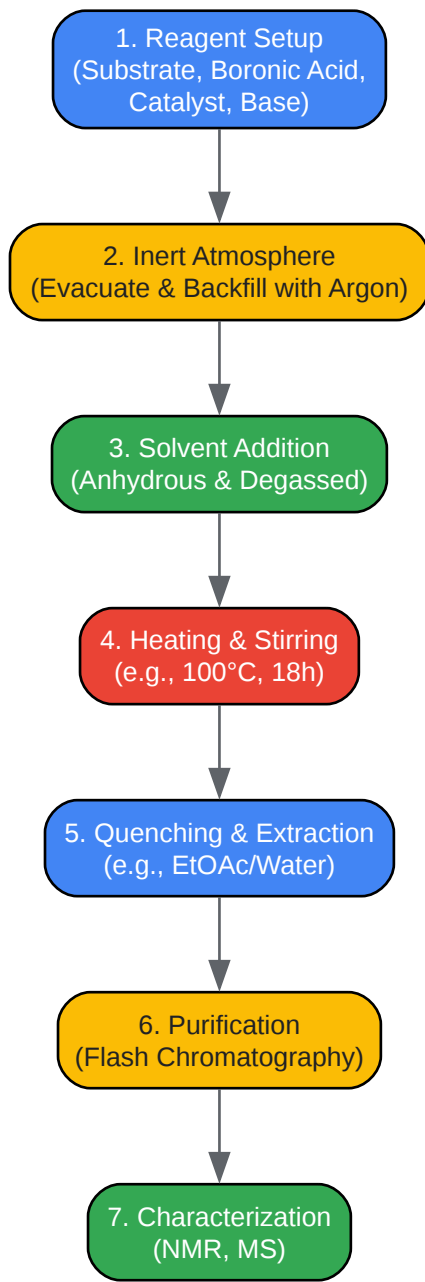 1. Reagent Setup
(Substrate, Boronic Acid,
Catalyst, Base)
2. Inert Atmosphere
(Evacuate & Backfill with Argon)
3. Solvent Addition
(Anhydrous & Degassed)
4. Heating & Stirring
(e.g., 100°C, 18h)
5. Quenching & Extraction
(e.g., EtOAc/Water)
6. Purification
(Flash Chromatography)
7. Characterization
(NMR, MS)